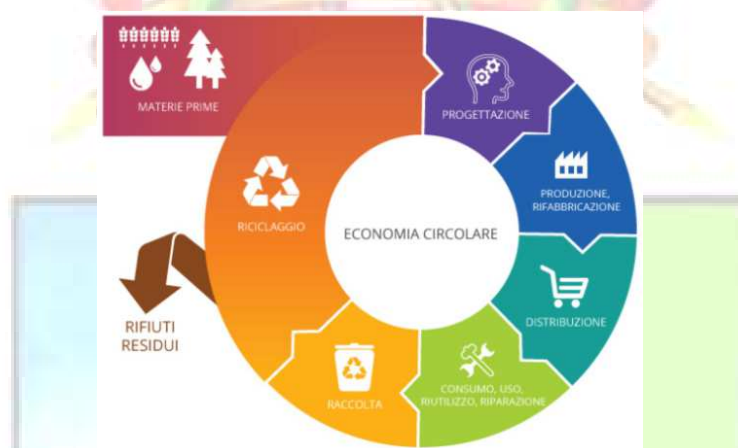 MATERIE PRIME
PROGETTAZIONE
PRODUZIONE,
RIFABBRICAZIONE
RICICLAGGIO
ECONOMIA CIRCOLARE
DISTRIBUZIONE
RIFIUTI
RESIDUI
CONSUMO, USO,
RIUTILIZZO, RIPARAZIONE
RACCOLTA